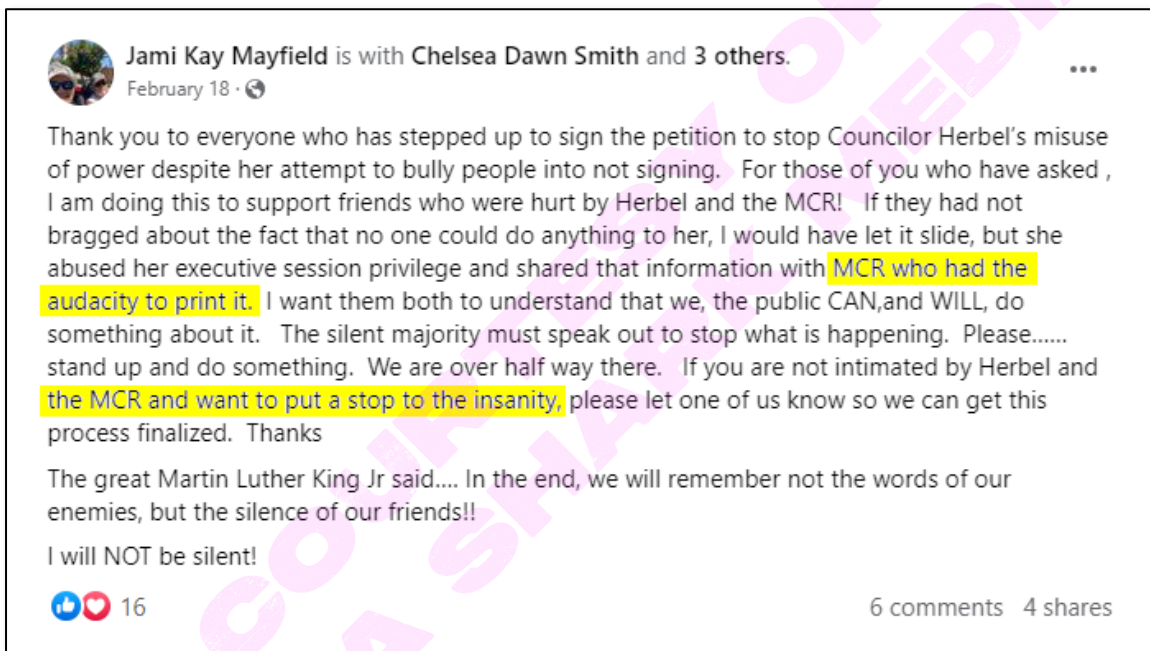 Jami Kay Mayfield is with Chelsea Dawn Smith and 3 others.
February 18 ·
Thank you to everyone who has stepped up to sign the petition to stop Councilor Herbel's misuse
of power despite her attempt to bully people into not signing. For those of you who have asked ,
I am doing this to support friends who were hurt by Herbel and the MCR! If they had not
bragged about the fact that no one could do anything to her, I would have let it slide, but she
abused her executive session privilege and shared that information with MCR who had the
audacity to print it. I want them both to understand that we, the public CAN,and WILL, do
something about it. The silent majority must speak out to stop what is happening. Please......
stand up and do something. We are over half way there. If you are not intimated by Herbel and
the MCR and want to put a stop to the insanity, please let one of us know so we can get this
process finalized. Thanks
The great Martin Luther King Jr said.... In the end, we will remember not the words of our
enemies, but the silence of our friends!!
I will NOT be silent!
16
6 comments 4 shares
COURTESY OF
A SHARK MEDIA